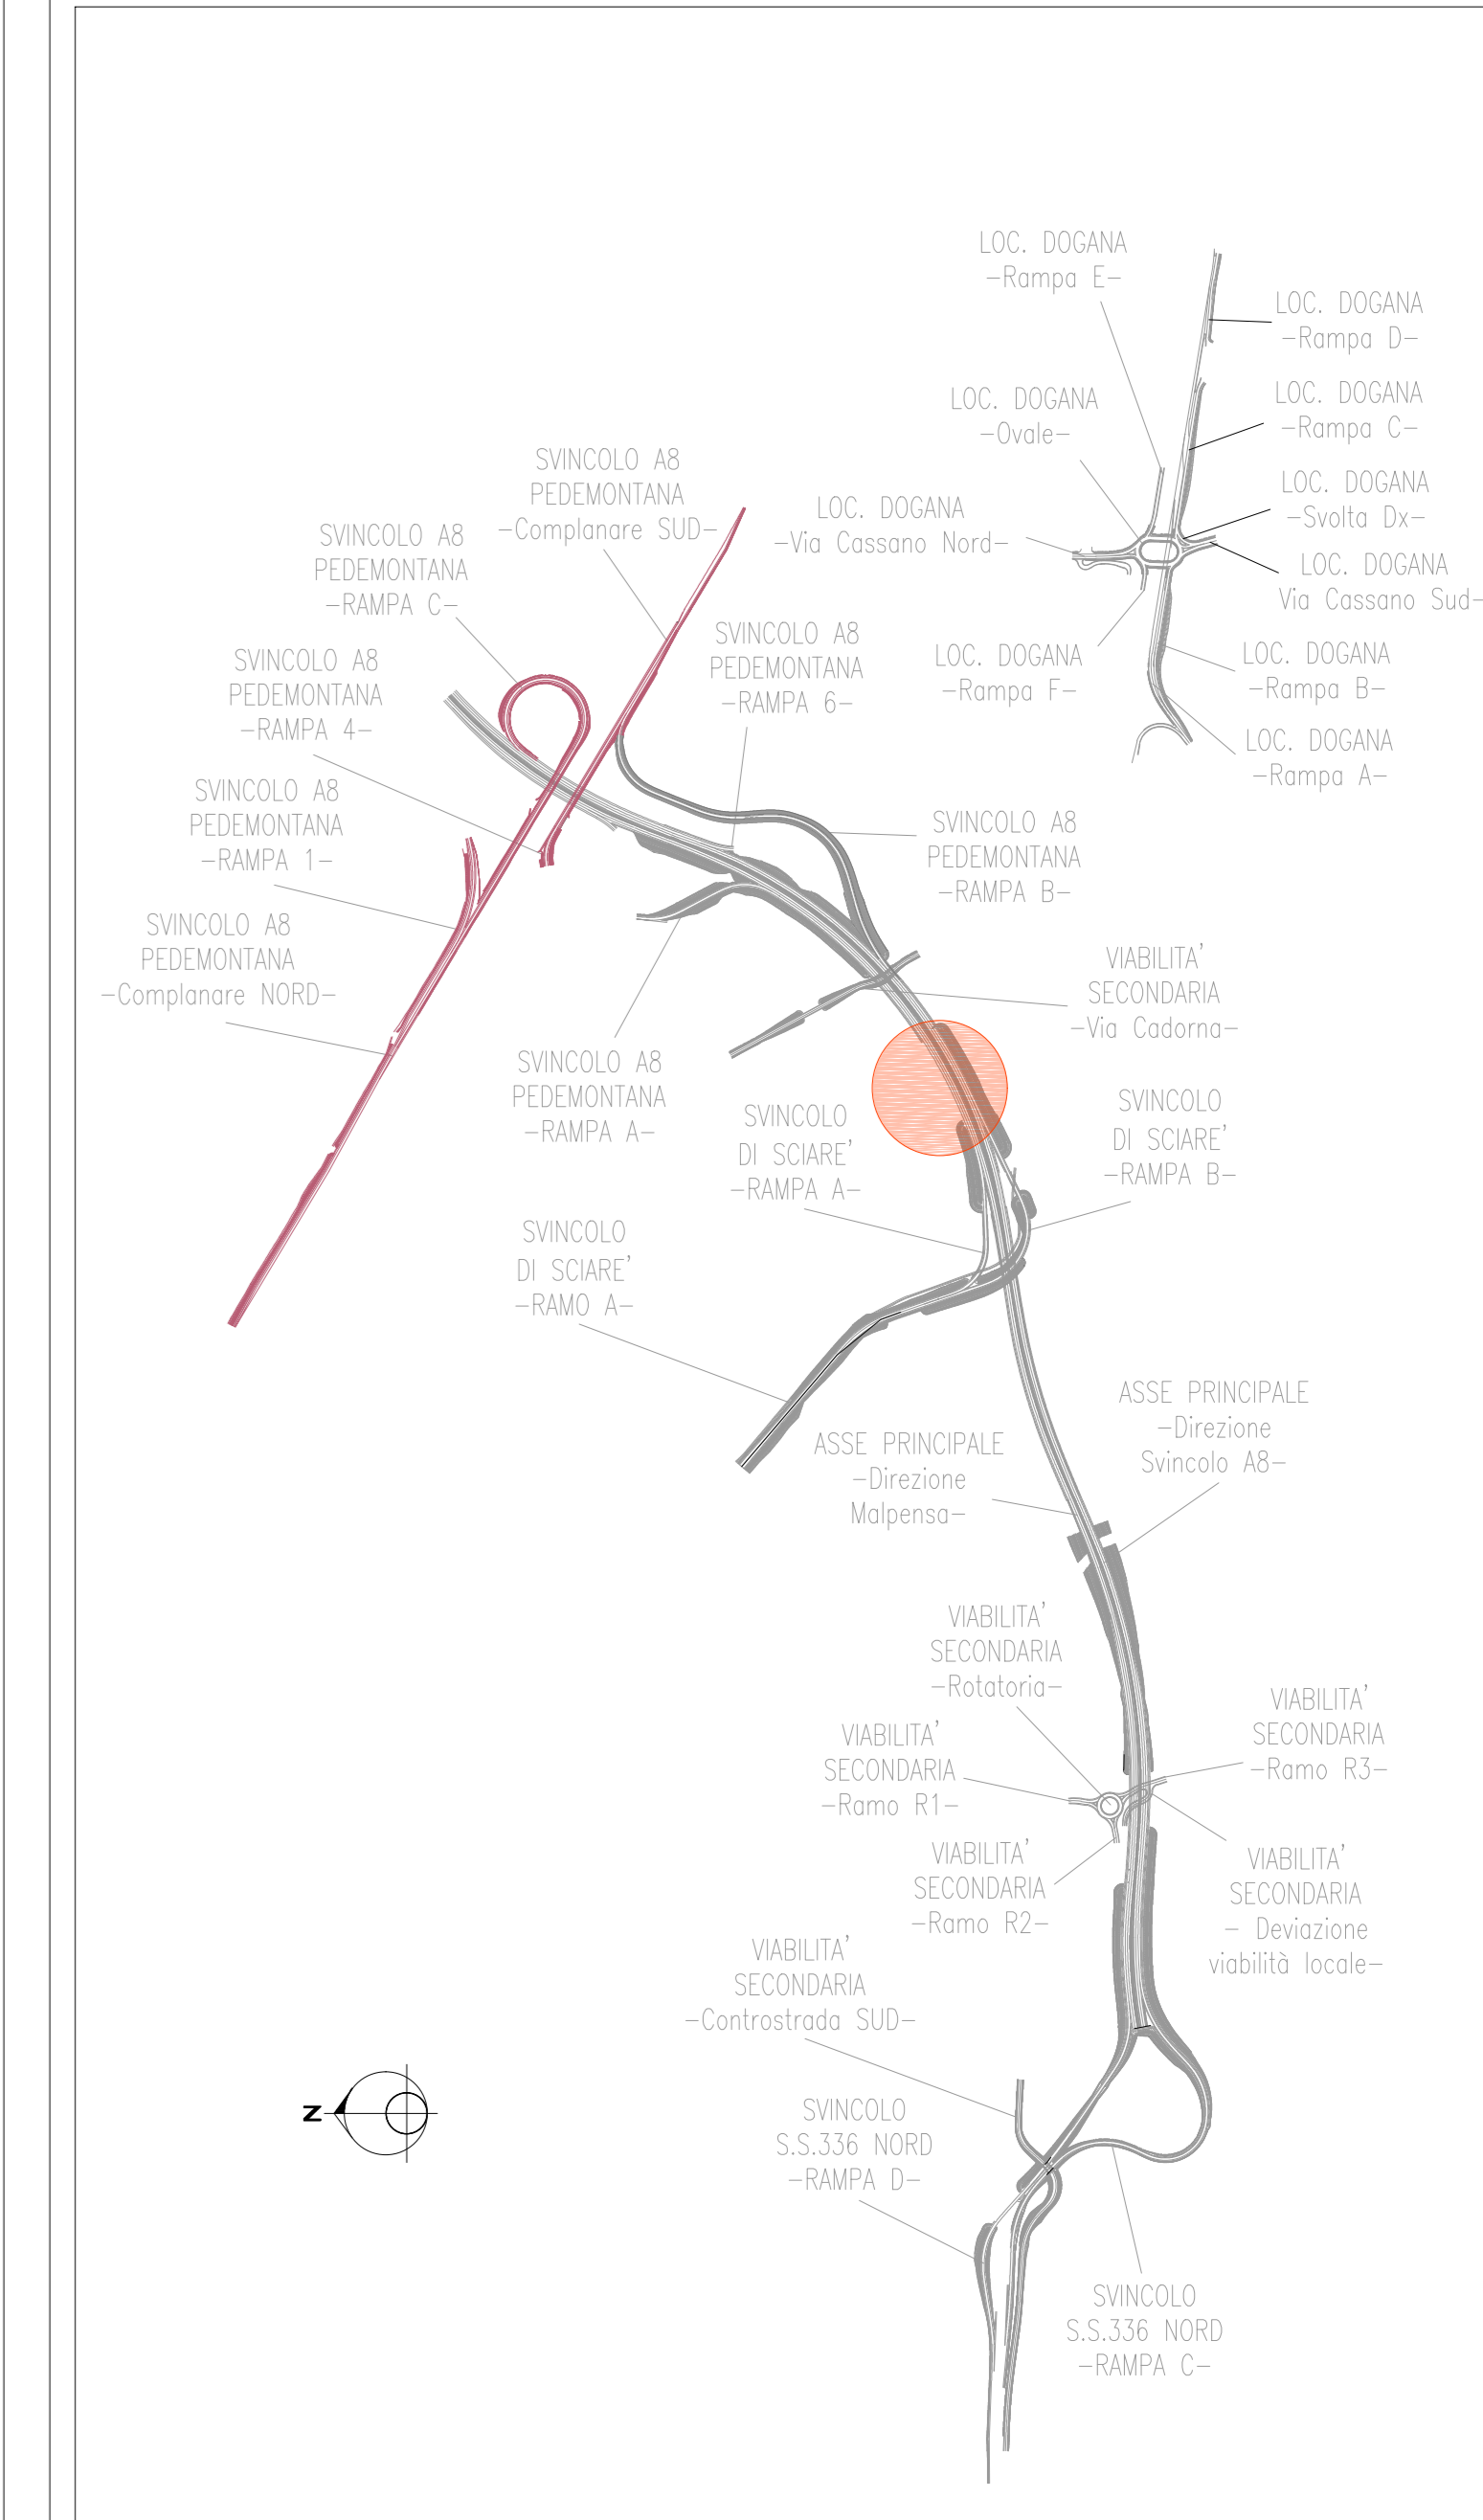 LOC. DOGANA
-Rampa E-
LOC. DOGANA
-Rampa D-
LOC. DOGANA
-Ovale-
LOC. DOGANA
-Rampa C-
SVINCOLO A8
PEDEMONTANA
-Complanare SUD-
LOC. DOGANA
-Via Cassano Nord-
LOC. DOGANA
-Svolta Dx-
SVINCOLO A8
PEDEMONTANA
-RAMPA C-
LOC. DOGANA
Via Cassano Sud-
SVINCOLO A8
PEDEMONTANA
-RAMPA 4-
SVINCOLO A8
PEDEMONTANA
-RAMPA 6-
LOC. DOGANA
-Rampa F-
LOC. DOGANA
-Rampa B-
LOC. DOGANA
-Rampa A-
SVINCOLO A8
PEDEMONTANA
-RAMPA 1-
SVINCOLO A8
PEDEMONTANA
-RAMPA B-
SVINCOLO A8
PEDEMONTANA
-Complanare NORD-
VIABILITA'
SECONDARIA
-Via Cadorna-
SVINCOLO A8
PEDEMONTANA
-RAMPA A-
SVINCOLO
DI SCIARE'
-RAMPA A-
SVINCOLO
DI SCIARE'
-RAMPA B-
SVINCOLO
DI SCIARE'
-RAMO A-
ASSE PRINCIPALE
-Direzione
Svincolo A8-
ASSE PRINCIPALE
-Direzione
Malpensa-
VIABILITA'
SECONDARIA
-Rotatoria-
VIABILITA'
SECONDARIA
-Ramo R3-
VIABILITA'
SECONDARIA
-Ramo R1-
VIABILITA'
SECONDARIA
-Ramo R2-
VIABILITA'
SECONDARIA
- Deviazione
viabilità locale-
VIABILITA'
SECONDARIA
-Controstrada SUD-
N
SVINCOLO
S.S.336 NORD
-RAMPA D-
SVINCOLO
S.S.336 NORD
-RAMPA C-